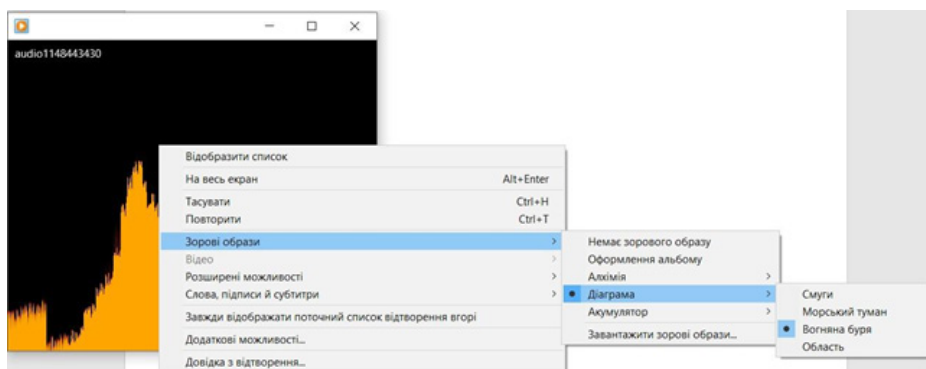 audio1148443430
Відобразити список
На весь екран Alt+Enter
Тасувати Ctrl+H
Повторити Ctrl+T
Зорові образи
Відео
Розширені можливості
Слова, підписи й субтитри
Завжди відображати поточний список відтворення вгорі
Додаткові можливості...
Довідка з відтворення...
Немає зорового образу
Оформлення альбому
Алхімія
Діаграма
Акумулятор
Завантажити зорові образи...
Смуги
Морський туман
Вогняна буря
Область